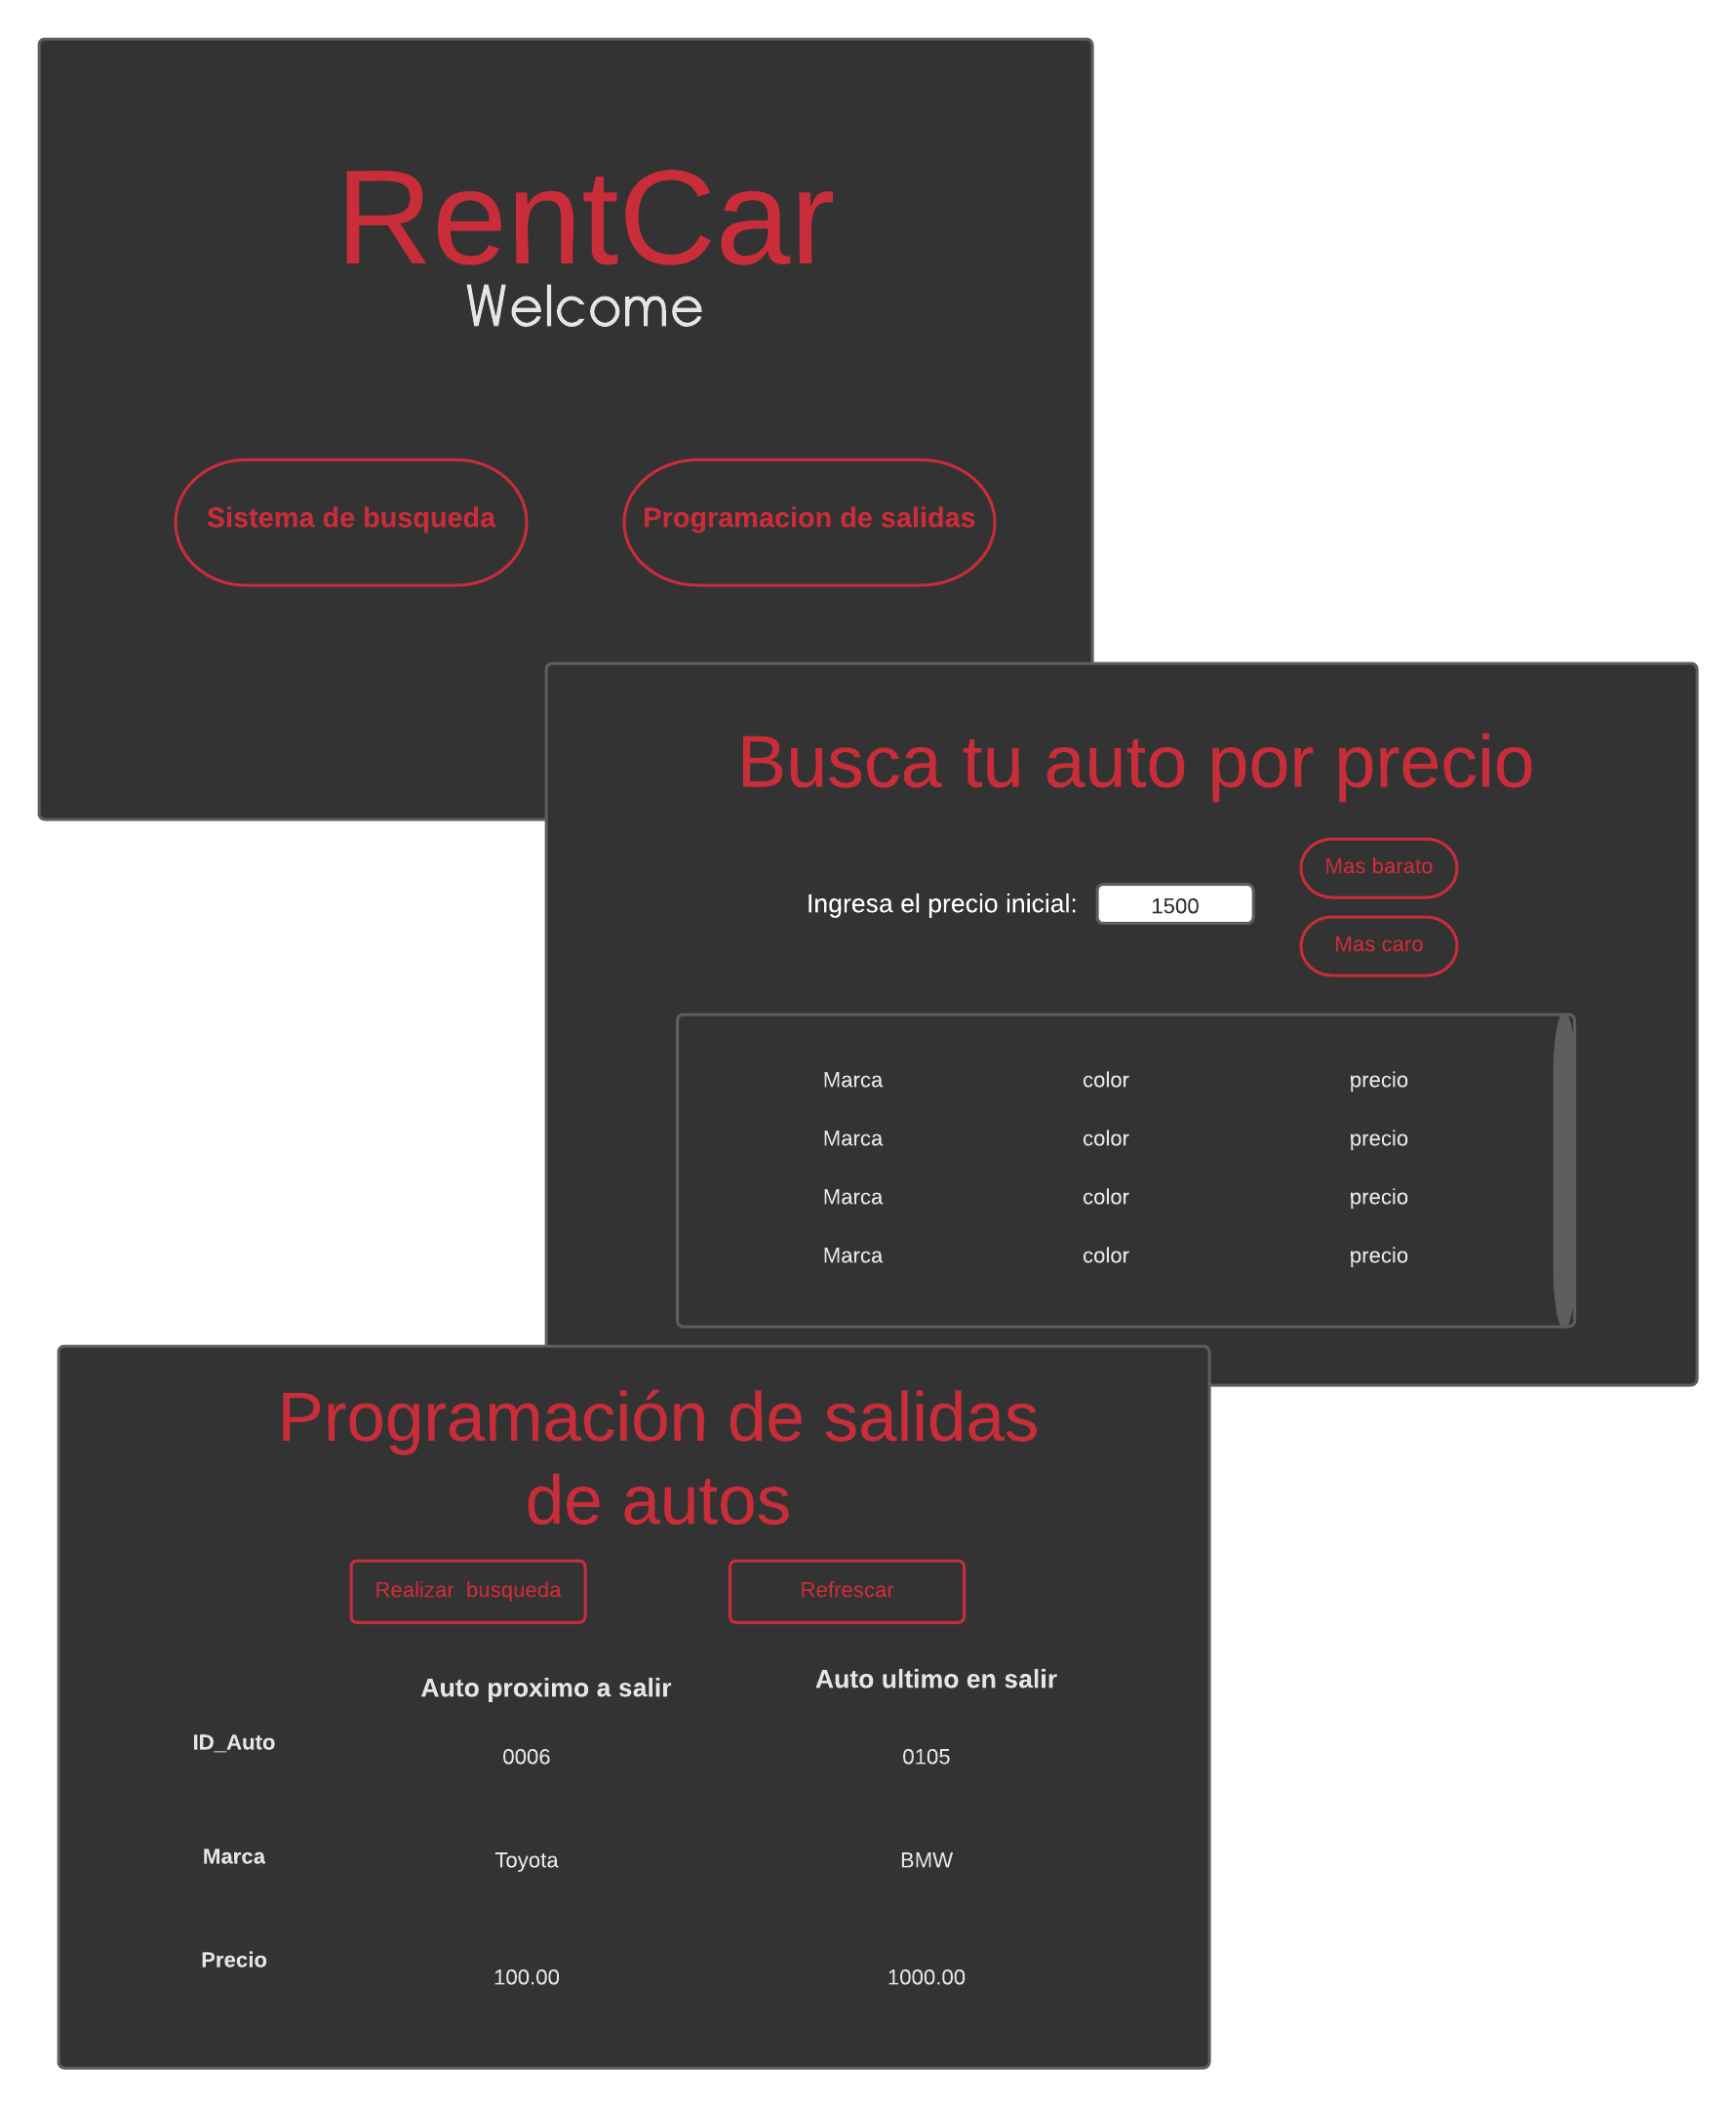 RentCar
Welcome
Sistema de busqueda
Programacion de salidas
Busca tu auto por precio
Mas barato
Ingresa el precio inicial: 1500
Mas caro
Marca color precio
Marca color precio
Marca color precio
Marca color precio
Programación de salidas
de autos
Realizar busqueda
Refrescar
Auto proximo a salir Auto ultimo en salir
ID_Auto 0006 0105
Marca Toyota BMW
Precio 100.00 1000.00